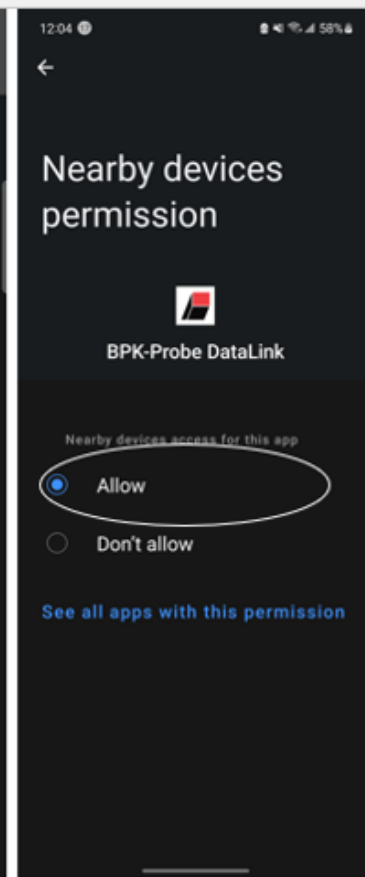 12:04
58%
Nearby devices
permission
BPK-Probe DataLink
Nearby devices access for this app
Allow
Don't allow
See all apps with this permission